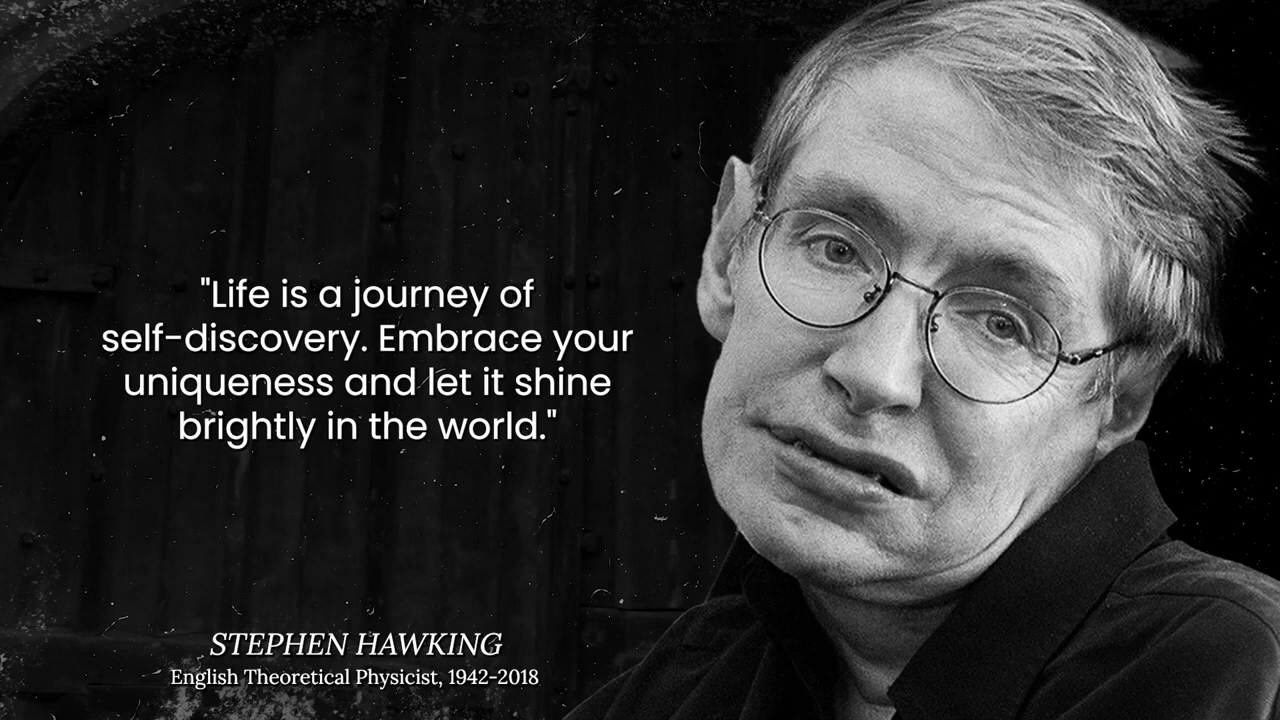 "Life is a journey of
self-discovery. Embrace your
uniqueness and let it shine
brightly in the world."
STEPHEN HAWKING
English Theoretical Physicist, 1942-2018